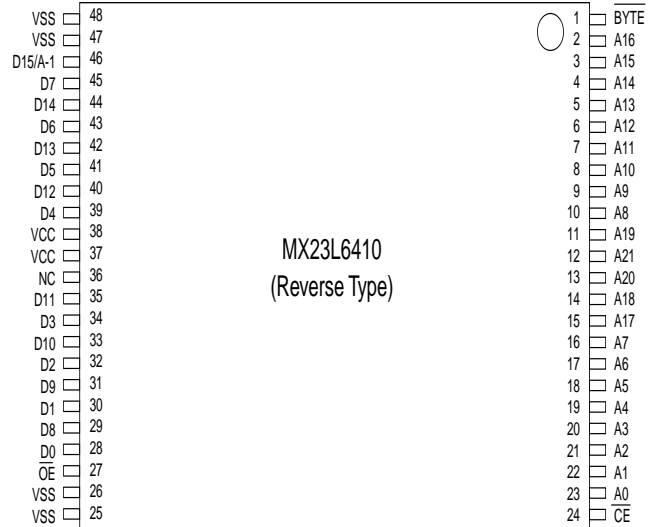 VSS 48 1 BYTE
VSS 47 2 A16
D15/A-1 46 3 A15
D7 45 4 A14
D14 44 5 A13
D6 43 6 A12
D13 42 7 A11
D5 41 8 A10
D12 40 9 A9
D4 39 10 A8
VCC 38 11 A19
VCC 37 12 A21
NC 36 13 A20
D11 35 14 A18
D3 34 15 A17
D10 33 16 A7
D2 32 17 A6
D9 31 18 A5
D1 30 19 A4
D8 29 20 A3
D0 28 21 A2
OE 27 22 A1
VSS 26 23 A0
VSS 25 24 CE
MX23L6410
(Reverse Type)